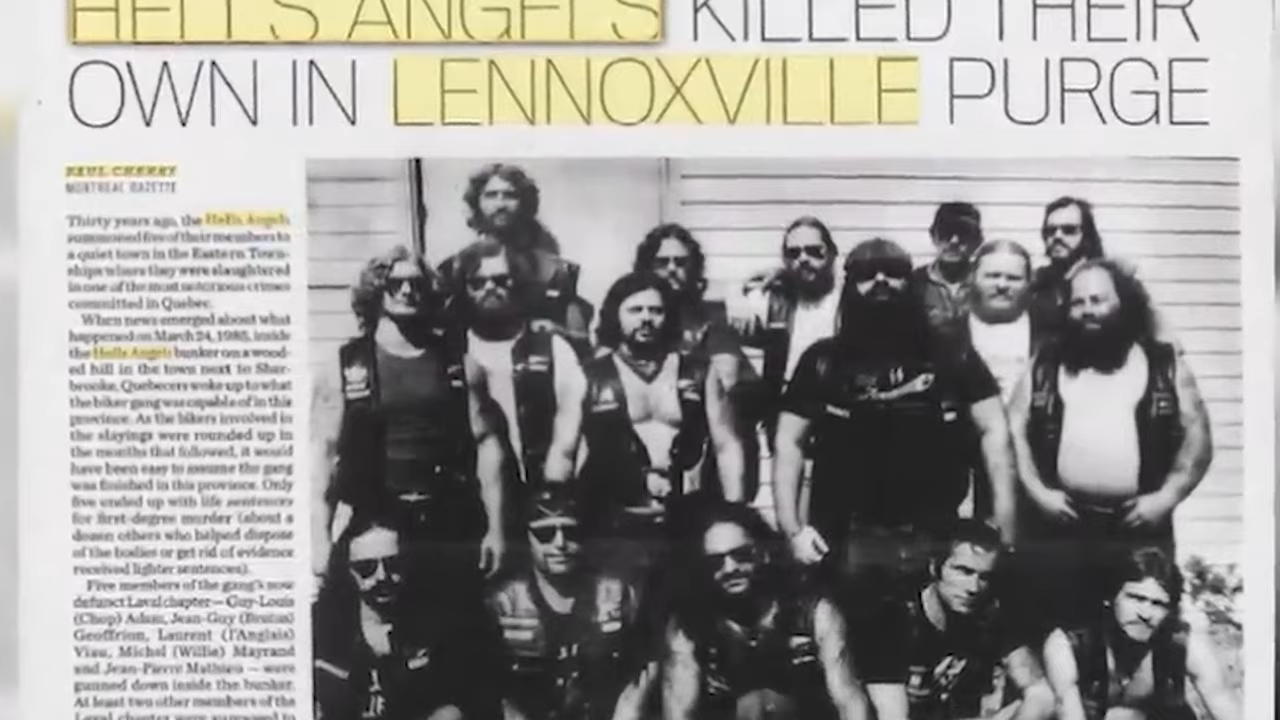 HELLS ANGELS KILLED THEIR
OWN IN LENNOXVILLE PURGE
PAUL CHERRY
MONTREAL GAZETTE
Thirty years ago, the Hells Angels
summoned five of their members to
a quiet town in the Eastern Town-
ships where they were slaughtered
in one of the most notorious crimes
committed in Quebec.
When news emerged about what
happened on March 24, 1985, inside
the Hells Angels bunker on a wood-
ed hill in the town next to Sher-
brooke, Quebecers woke up to what
the biker gang was capable of in this
province. As the bikers involved in
the slayings were rounded up in
the months that followed, it would
have been easy to assume the gang
was finished in this province. Only
five ended up with life sentences
for first-degree murder (about a
dozen others who helped dispose
of the bodies or get rid of evidence
received lighter sentences).
Five members of the gang's now
defunct Laval chapter — Guy-Louis
(Chop) Adam, Jean-Guy (Brutus)
Geoffrion, Laurent (l'Anglais)
Viau, Michel (Willie) Mayrand
and Jean-Pierre Mathieu — were
gunned down inside the bunker.
At least two other members of the
Laval chapter were supposed to